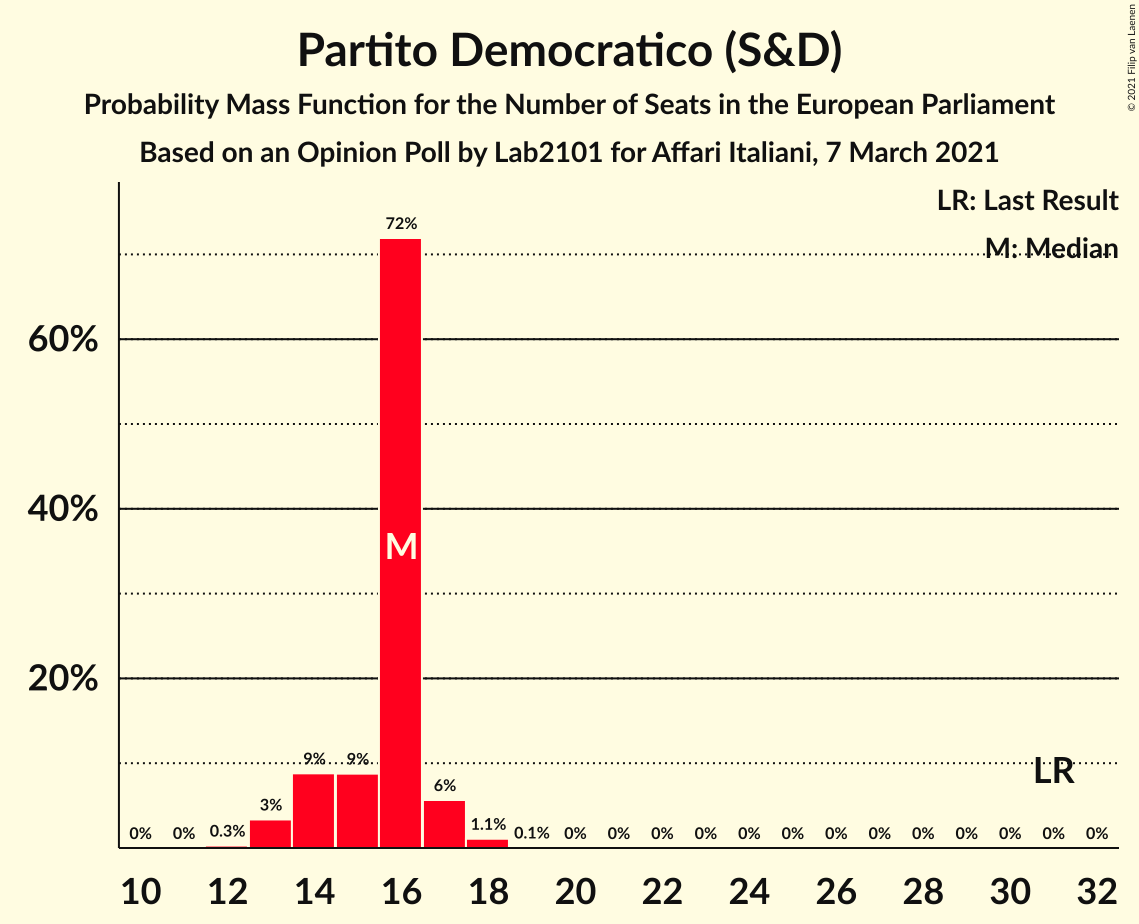 Partito Democratico (S&D)
Probability Mass Function for the Number of Seats in the European Parliament
Based on an Opinion Poll by Lab2101 for Affari Italiani, 7 March 2021
© 2021 Filip van Laenen
LR: Last Result
M: Median
60%
40%
20%
0% 0% 0.3% 3% 9% 9% 72% 6% 1.1% 0.1% 0% 0% 0% 0% 0% 0% 0% 0% 0% 0% 0% 0% 0%
M
LR
10 12 14 16 18 20 22 24 26 28 30 32